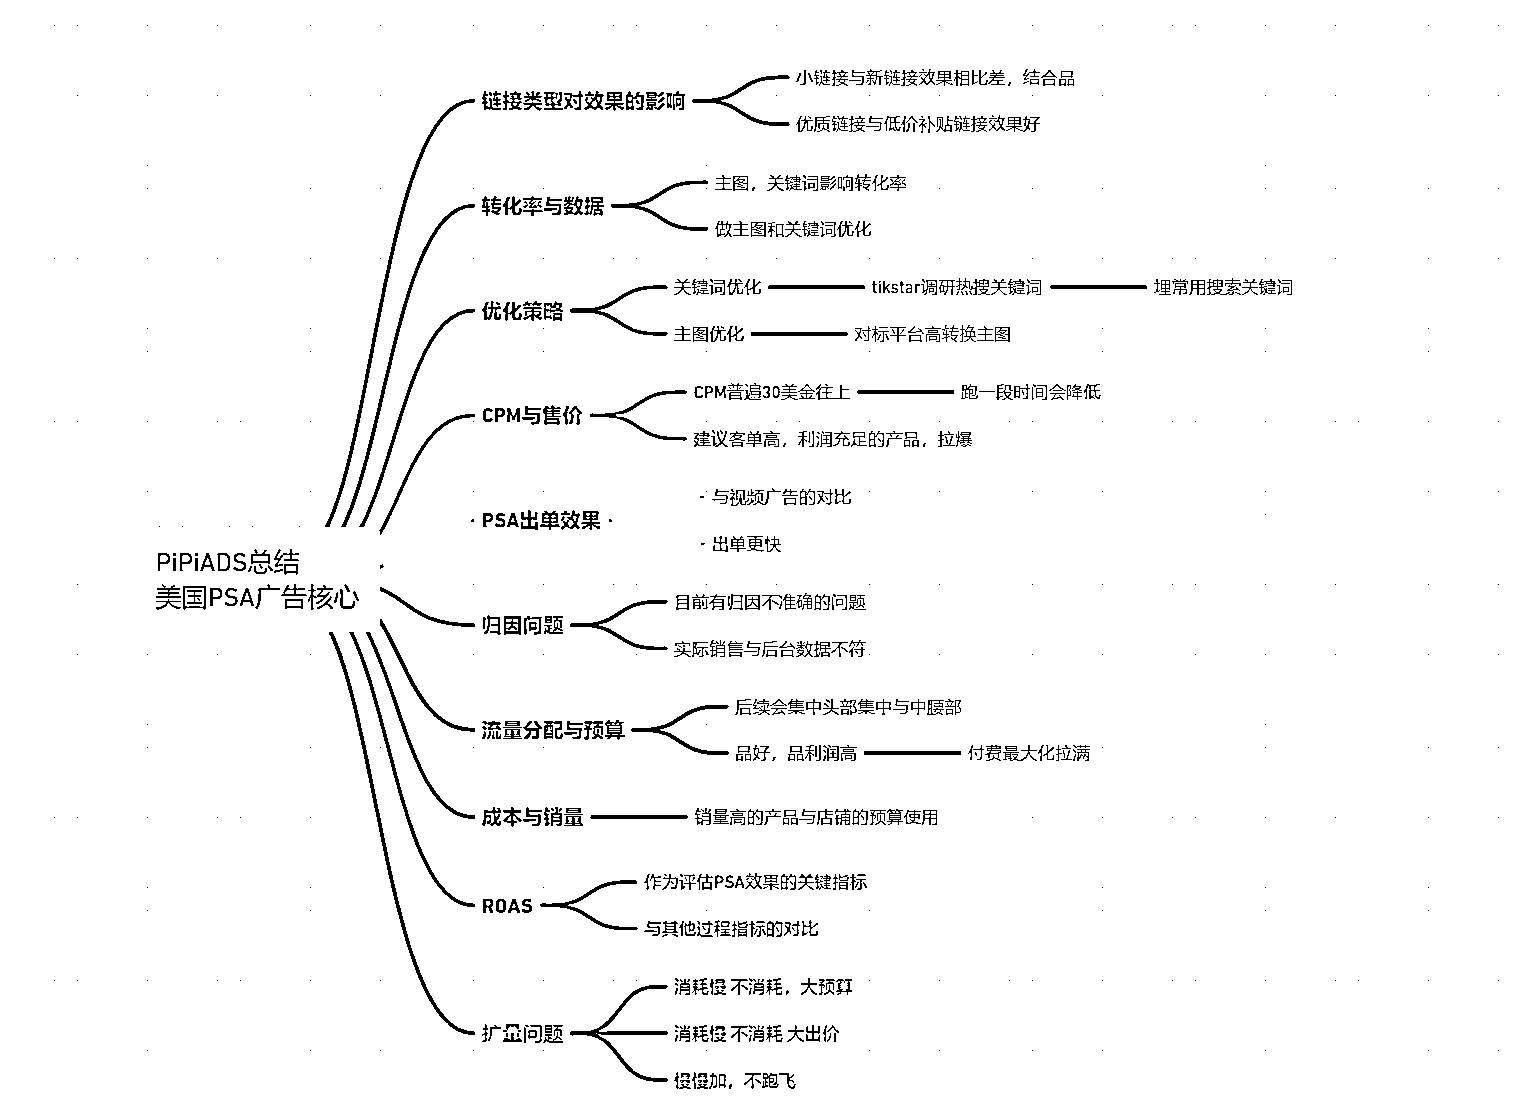 PiPiADS总结
美国PSA广告核心
链接类型对效果的影响
小链接与新链接效果相比差，结合品
优质链接与低价补贴链接效果好
转化率与数据
主图，关键词影响转化率
做主图和关键词优化
优化策略
关键词优化
tikstar调研热搜关键词
埋常用搜索关键词
主图优化
对标平台高转换主图
CPM与售价
CPM普遍30美金往上
跑一段时间会降低
建议客单高，利润充足的产品，拉爆
PSA出单效果
与视频广告的对比
出单更快
归因问题
目前有归因不准确的问题
实际销售与后台数据不符
流量分配与预算
后续会集中头部集中与中腰部
品好，品利润高
付费最大化拉满
成本与销量
销量高的产品与店铺的预算使用
ROAS
作为评估PSA效果的关键指标
与其他过程指标的对比
扩量问题
消耗慢 不消耗，大预算
消耗慢 不消耗 大出价
慢慢加，不跑飞